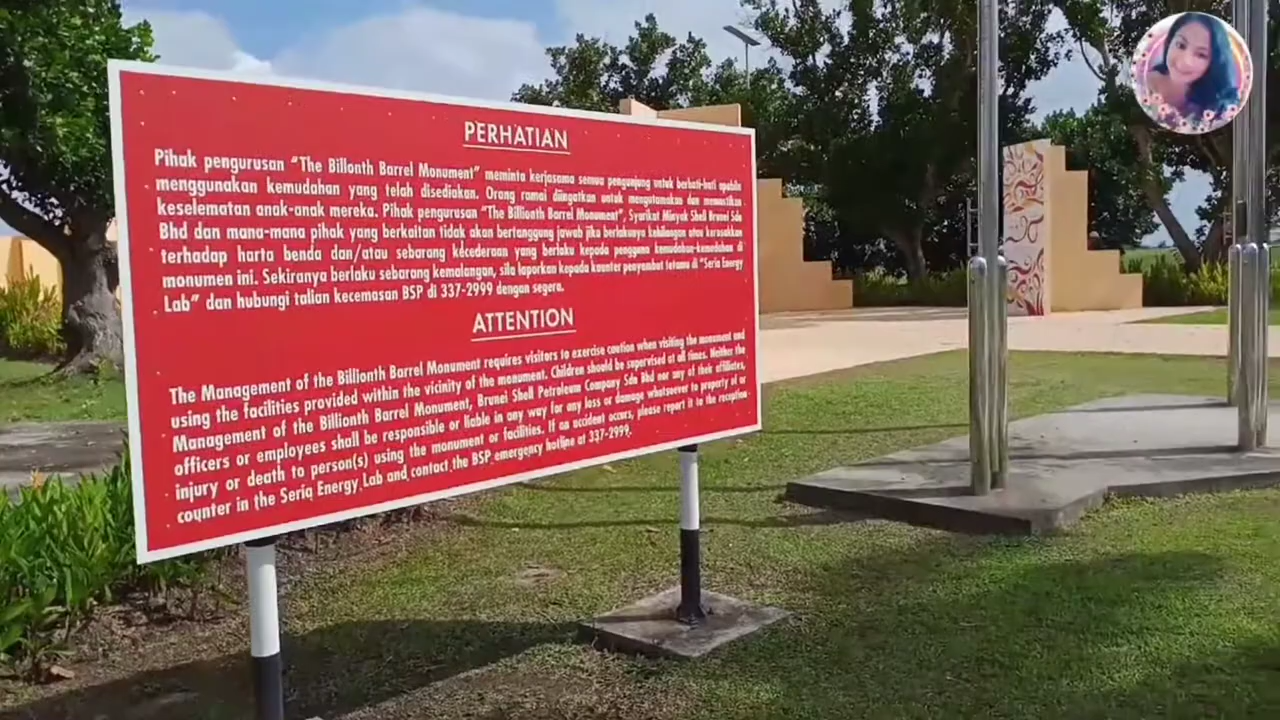 PERHATIAN
Pihak pengurusan "The Billonth Barrel Monument" meminta kerjasama semua pengunjung untuk berhati-hati apabila
menggunakan kemudahan yang telah disediakan. Orang ramai diingatkan untuk mengutamakan dan memastikan
keselematan anak-anak mereka. Pihak pengurusan "The Billionth Barrel Monument", Syarikat Minyak Shell Brunei Sdn
Bhd dan mana-mana pihak yang berkaitan tidak akan bertanggung jawab jika berlakunya kehilangan atau kerosakkan
terhadap harta benda dan/atau sebarang kecederaan yang berlaku kepada pengguna kemudahan-kemudahan di
monumen ini. Sekiranya berlaku sebarang kemalangan, sila laporkan kepada kaunter penyambut tetamu di "Seria Energy
Lab" dan hubungi talian kecemasan BSP di 337-2999 dengan segera.
ATTENTION
The Management of the Billionth Barrel Monument requires visitors to exercise caution when visiting the monument and
using the facilities provided within the vicinity of the monument. Children should be supervised at all times. Neither the
Management of the Billionth Barrel Monument, Brunei Shell Petroleum Company Sdn Bhd nor any of their affiliates,
officers or employees shall be responsible or liable in any way for any loss or damage whatsoever to property of or
injury or death to person(s) using the monument or facilities. If an accident occurs, please report it to the reception
counter in the Seria Energy Lab and contact the BSP emergency hotline at 337-2999.